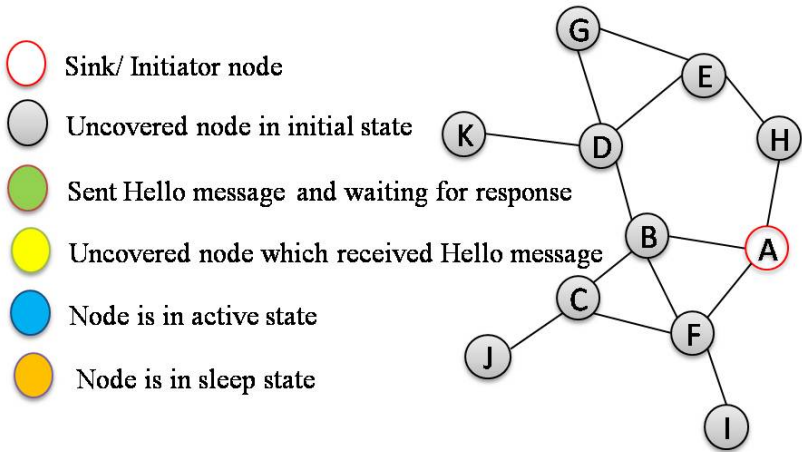 Sink/ Initiator node
Uncovered node in initial state
Sent Hello message and waiting for response
Uncovered node which received Hello message
Node is in active state
Node is in sleep state
G
E
K
D
H
B
A
C
F
J
I